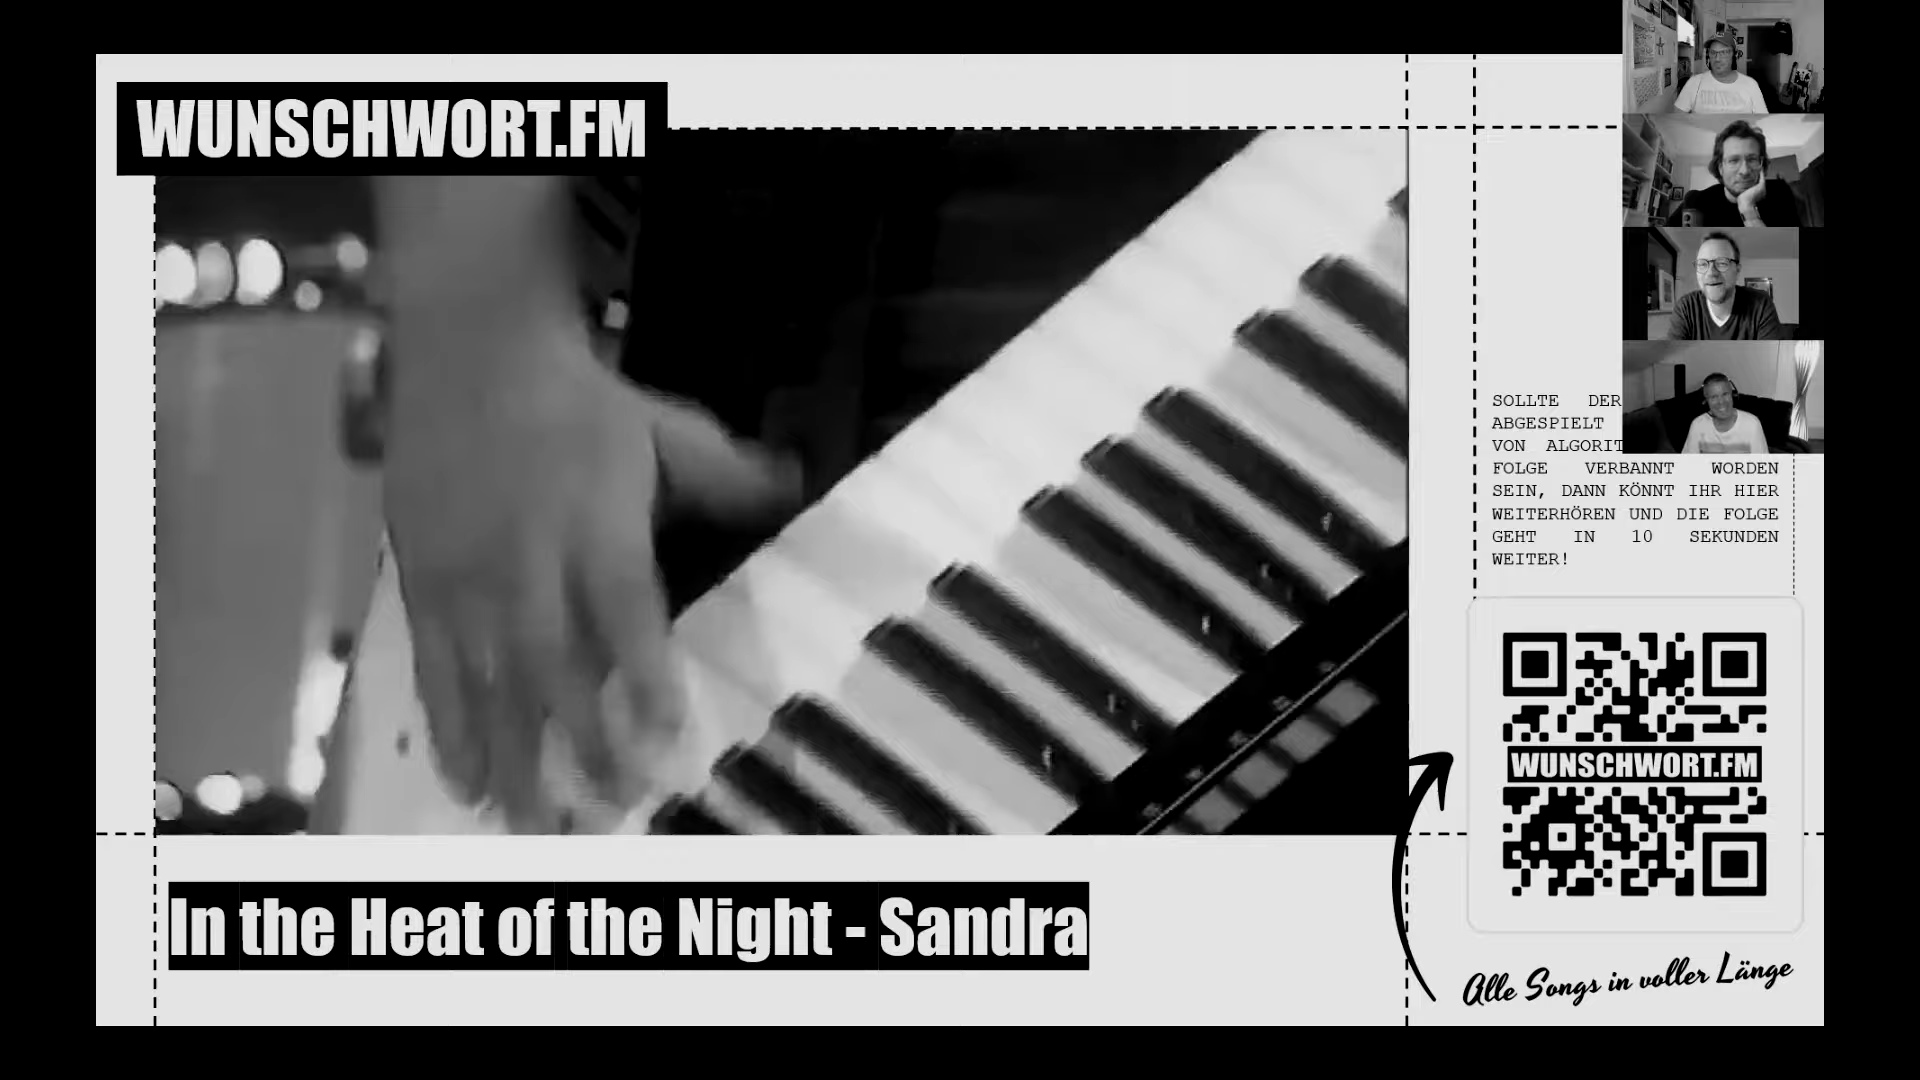 WUNSCHWORT.FM
SOLLTE DER
ABGESPIELT
VON
FOLGE VERBANNT WORDEN
SEIN, DANN KÖNNT IHR HIER
WEITERHÖREN UND DIE FOLGE
GEHT IN 10 SEKUNDEN
WEITER!
WUNSCHWORT.FM
In the Heat of the Night - Sandra
Alle Songs in voller Länge